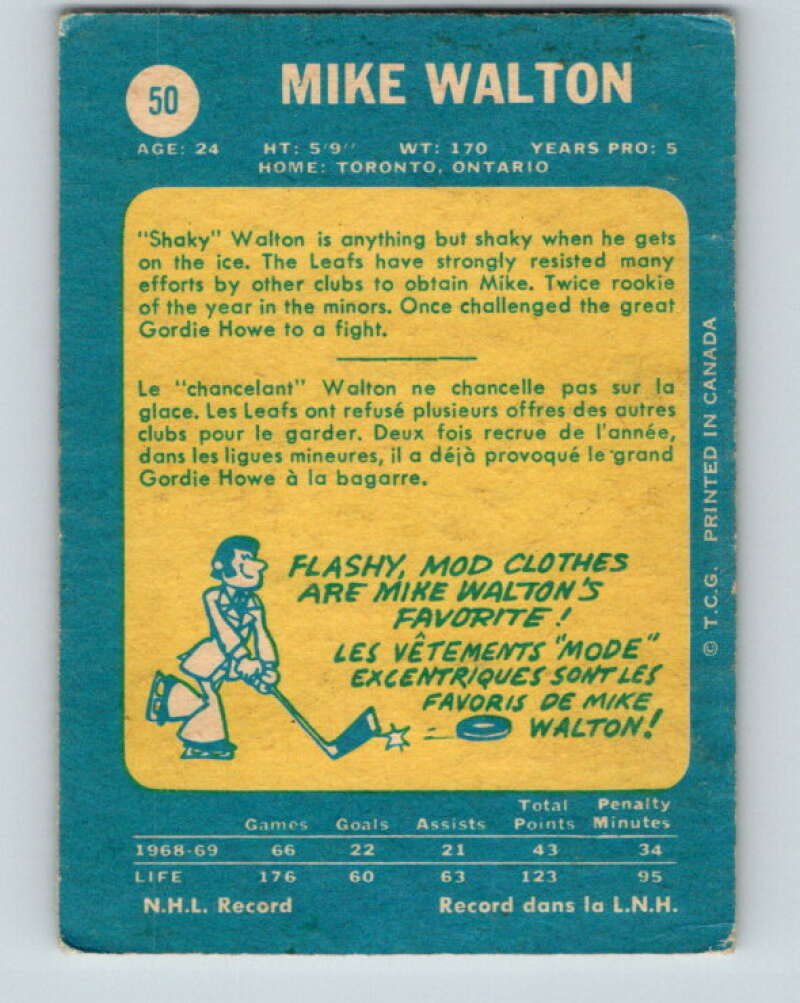 50
MIKE WALTON
AGE: 24 HT: 5'9" WT: 170 YEARS PRO: 5
HOME: TORONTO, ONTARIO
"Shaky" Walton is anything but shaky when he gets
on the ice. The Leafs have strongly resisted many
efforts by other clubs to obtain Mike. Twice rookie
of the year in the minors. Once challenged the great
Gordie Howe to a fight.
Le "chancelant" Walton ne chancelle pas sur la
glace. Les Leafs ont refusé plusieurs offres des autres
clubs pour le garder. Deux fois recrue de l'année,
dans les ligues mineures, il a déjà provoqué le grand
Gordie Howe à la bagarre.
FLASHY, MOD CLOTHES
ARE MIKE WALTON'S
FAVORITE!
LES VÊTEMENTS "MODE"
EXCENTRIQUES SONT LES
FAVORIS DE MIKE
WALTON!
© T.C.G. PRINTED IN CANADA
Games Goals Assists Total Points Penalty Minutes
1968-69 66 22 21 43 34
LIFE 176 60 63 123 95
N.H.L. Record Record dans la L.N.H.